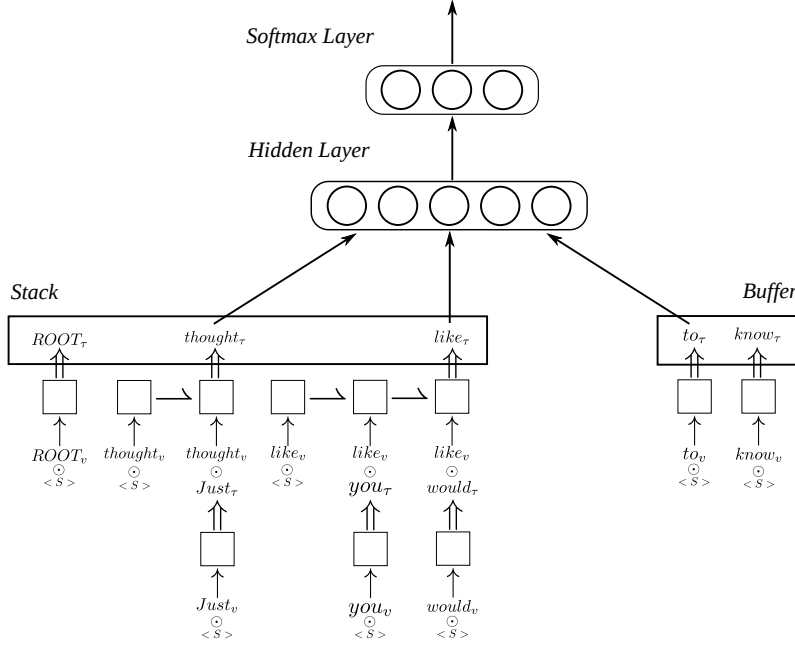 Softmax Layer
Hidden Layer
Stack
Buffer
ROOT_τ thought_τ like_τ to_τ know_τ
ROOT_v thought_v thought_v like_v like_v like_v to_v know_v
⊙ ⊙ ⊙ ⊙ ⊙ ⊙ ⊙ ⊙
<S> <S> Just_τ <S> you_τ would_τ <S> <S>
Just_v you_v would_v
⊙ ⊙ ⊙
<S> <S> <S>